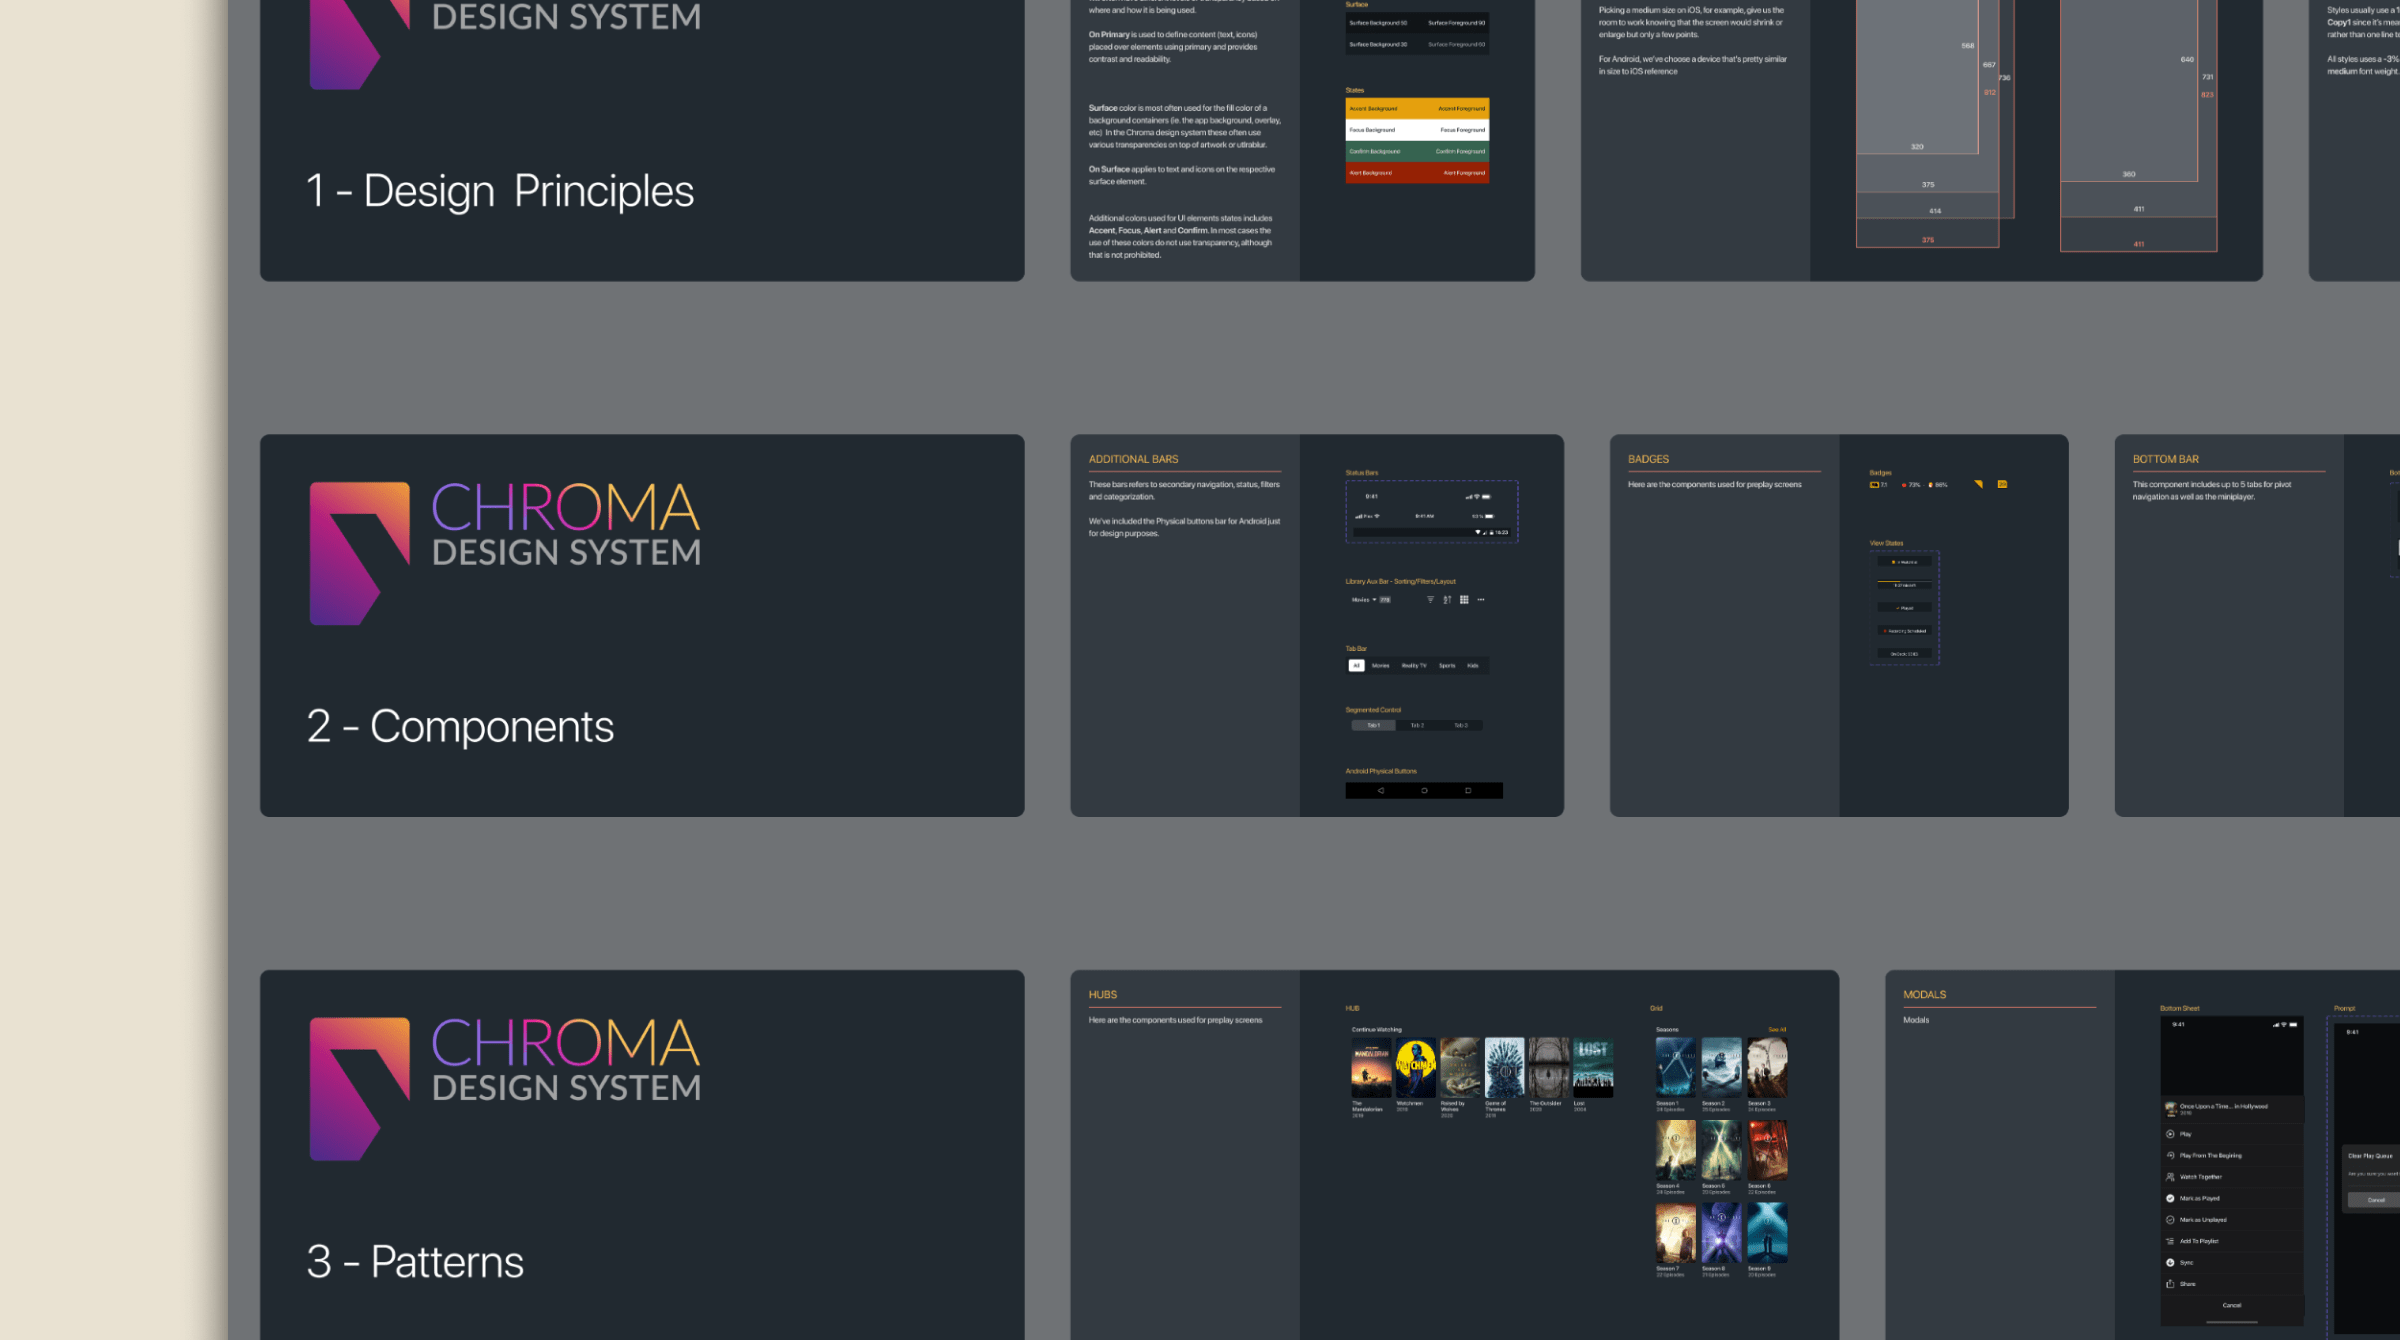 DESIGN SYSTEM
1 - Design Principles
where and how it is being used.
On Primary is used to define content (text, icons)
placed over elements using primary and provides
contrast and readability.
Surface color is most often used for the fill color of a
background containers (ie. the app background, overlay,
etc) In the Chroma design system these often use
various transparencies on top of artwork or utlrablur.
On Surface applies to text and icons on the respective
surface element.
Additional colors used for UI elements states includes
Accent, Focus, Alert and Confirm. In most cases the
use of these colors do not use transparency, although
that is not prohibited.
Surface
Surface Background 50 Surface Foreground 90
Surface Background 30 Surface Foreground 60
States
Accent Background Accent Foreground
Focus Background Focus Foreground
Confirm Background Confirm Foreground
Alert Background Alert Foreground
Picking a medium size on iOS, for example, give us the
room to work knowing that the screen would shrink or
enlarge but only a few points.
For Android, we've choose a device that's pretty similar
in size to iOS reference
568
667
736
812
320
375
414
375
640
731
823
360
411
411
Styles usually use a
Copy1 since it's
rather than one line
All styles uses a -3%
medium font weight.
CHROMA
DESIGN SYSTEM
2 - Components
ADDITIONAL BARS
These bars refers to secondary navigation, status, filters
and categorization.
We've included the Physical buttons bar for Android just
for design purposes.
Status Bars
9:41
9:41 AM
Library Aux Bar - Sorting/Filters/Layout
Movies
Tab Bar
All Movies Reality TV Sports Kids
Segmented Control
Tab 1 Tab 2 Tab 3
Android Physical Buttons
BADGES
Here are the components used for preplay screens
Badges
7.1 73%
View States
Played
Recording Scheduled
BOTTOM BAR
This component includes up to 5 tabs for pivot
navigation as well as the miniplayer.
CHROMA
DESIGN SYSTEM
3 - Patterns
HUBS
Here are the components used for preplay screens
HUB
Continue Watching
MANDALORIAN
WATCHMEN
LOST
The Mandalorian
2019
Watchmen
2019
Raised by Wolves
2020
Game of Thrones
The Outsider
2020
Lost
2004
Grid
Seasons See All
Season 1 Season 2 Season 3
Season 4 Season 5 Season 6
Season 7 Season 8 Season 9
MODALS
Modals
Bottom Sheet
9:41
Once Upon a Time... in Hollywood
2019
Play
Play From The Begining
Watch Together
Mark as Played
Mark as Unplayed
Add To Playlist
Sync
Share
Cancel
Prompt
9:41
Clear Play Queue
Cancel